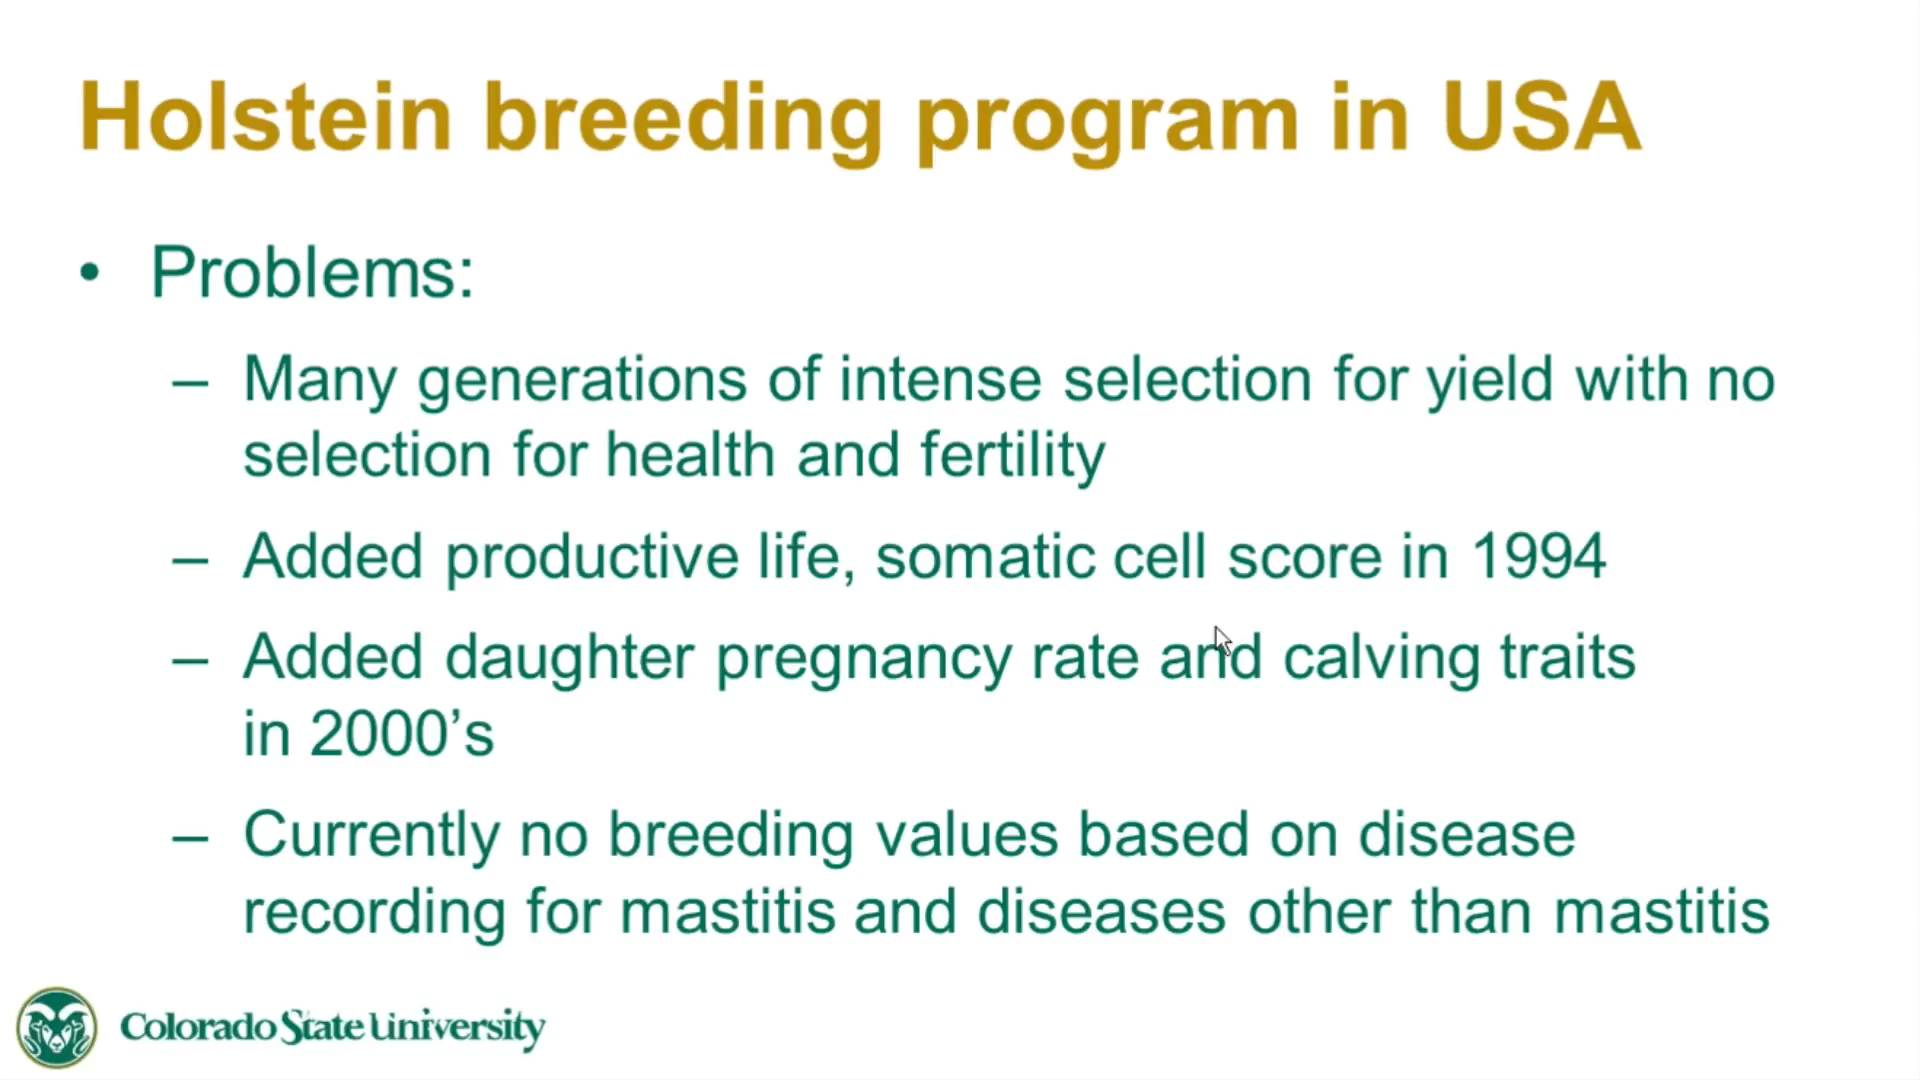 Holstein breeding program in USA
• Problems:
– Many generations of intense selection for yield with no
selection for health and fertility
– Added productive life, somatic cell score in 1994
– Added daughter pregnancy rate and calving traits
in 2000’s
– Currently no breeding values based on disease
recording for mastitis and diseases other than mastitis
Colorado State University